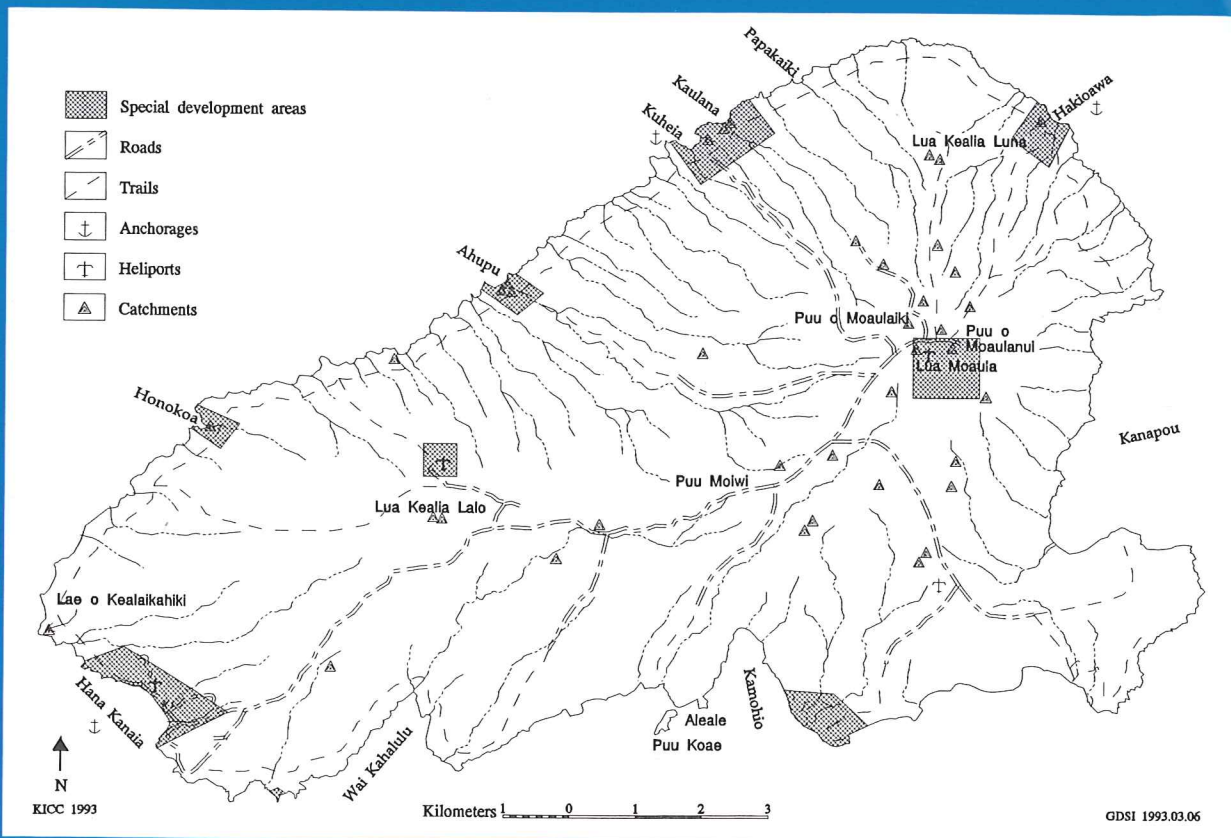 Special development areas
Roads
Trails
Anchorages
Heliports
Catchments
Papakaiki
Kaulana
Kuheia
Hakioawa
Lua Kealia Luna
Ahupu
Puu o Moaulaiki
Puu o
Moaulanui
Lua Moaula
Honokoa
Kanapou
Puu Moiwi
Lua Kealia Lalo
Lae o Kealaikahiki
Hana Kanaia
Wai Kahalulu
Kamohio
Aleale
Puu Koae
N
KICC 1993
Kilometers 1 0 1 2 3
GDSI 1993.03.06